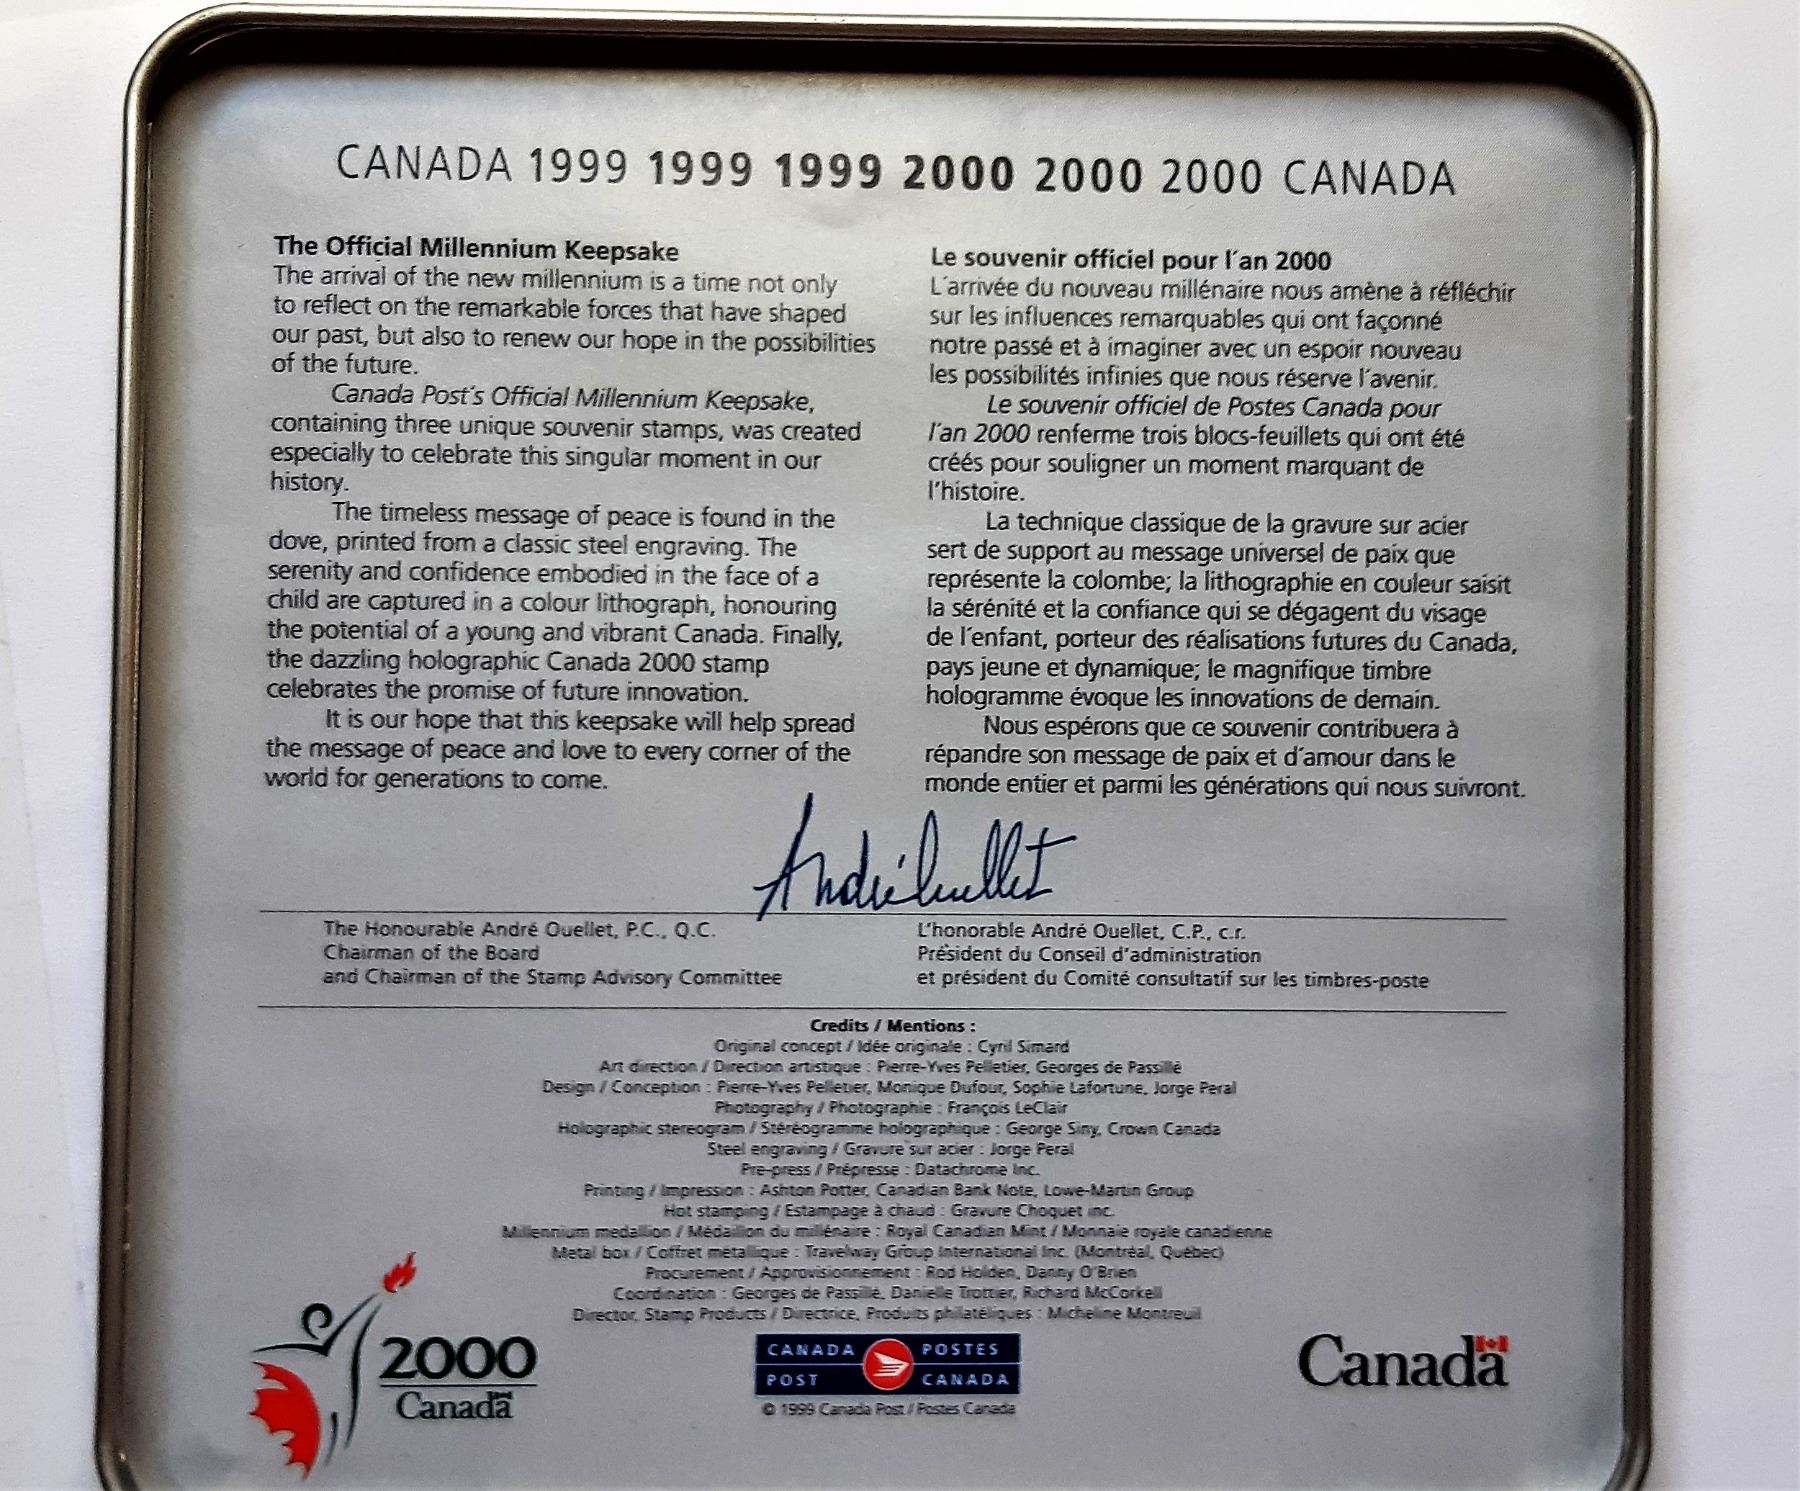 CANADA 1999 1999 1999 2000 2000 2000 CANADA
The Official Millennium Keepsake
The arrival of the new millennium is a time not only
to reflect on the remarkable forces that have shaped
our past, but also to renew our hope in the possibilities
of the future.
Canada Post's Official Millennium Keepsake,
containing three unique souvenir stamps, was created
especially to celebrate this singular moment in our
history.
The timeless message of peace is found in the
dove, printed from a classic steel engraving. The
serenity and confidence embodied in the face of a
child are captured in a colour lithograph, honouring
the potential of a young and vibrant Canada. Finally,
the dazzling holographic Canada 2000 stamp
celebrates the promise of future innovation.
It is our hope that this keepsake will help spread
the message of peace and love to every corner of the
world for generations to come.
Le souvenir officiel pour l'an 2000
L'arrivée du nouveau millénaire nous amène à réfléchir
sur les influences remarquables qui ont façonné
notre passé et à imaginer avec un espoir nouveau
les possibilités infinies que nous réserve l'avenir.
Le souvenir officiel de Postes Canada pour
l'an 2000 renferme trois blocs-feuillets qui ont été
créés pour souligner un moment marquant de
l'histoire.
La technique classique de la gravure sur acier
sert de support au message universel de paix que
représente la colombe; la lithographie en couleur saisit
la sérénité et la confiance qui se dégagent du visage
de l'enfant, porteur des réalisations futures du Canada,
pays jeune et dynamique; le magnifique timbre
hologramme évoque les innovations de demain.
Nous espérons que ce souvenir contribuera à
répandre son message de paix et d'amour dans le
monde entier et parmi les générations qui nous suivront.
André Ouellet
The Honourable André Ouellet, P.C., Q.C.
Chairman of the Board
and Chairman of the Stamp Advisory Committee
L'honorable André Ouellet, C.P., c.r.
Président du Conseil d'administration
et président du Comité consultatif sur les timbres-poste
Credits / Mentions :
Original concept / Idée originale : Cyril Simard
Art direction / Direction artistique : Pierre-Yves Pelletier, Georges de Passillé
Design / Conception : Pierre-Yves Pelletier, Monique Dufour, Sophie Lafortune, Jorge Peral
Photography / Photographie : François LeClair
Holographic stereogram / Stéréogramme holographique : George Siny, Crown Canada
Steel engraving / Gravure sur acier : Jorge Peral
Pre-press / Prépresse : Datachrome Inc.
Printing / Impression : Ashton Potter, Canadian Bank Note, Lowe-Martin Group
Hot stamping / Estampage à chaud : Gravure Choquet inc.
Millennium medallion / Médaillon du millénaire : Royal Canadian Mint / Monnaie royale canadienne
Metal box / Coffret métallique : Travelway Group International Inc. (Montréal, Québec)
Procurement / Approvisionnement : Rod Holden, Danny O'Brien
Coordination : Georges de Passillé, Danielle Trottier, Richard McCorkell
Director, Stamp Products / Directrice, Produits philatéliques : Micheline Montreuil
2000
Canada
CANADA POSTES
POST CANADA
© 1999 Canada Post / Postes Canada
Canada